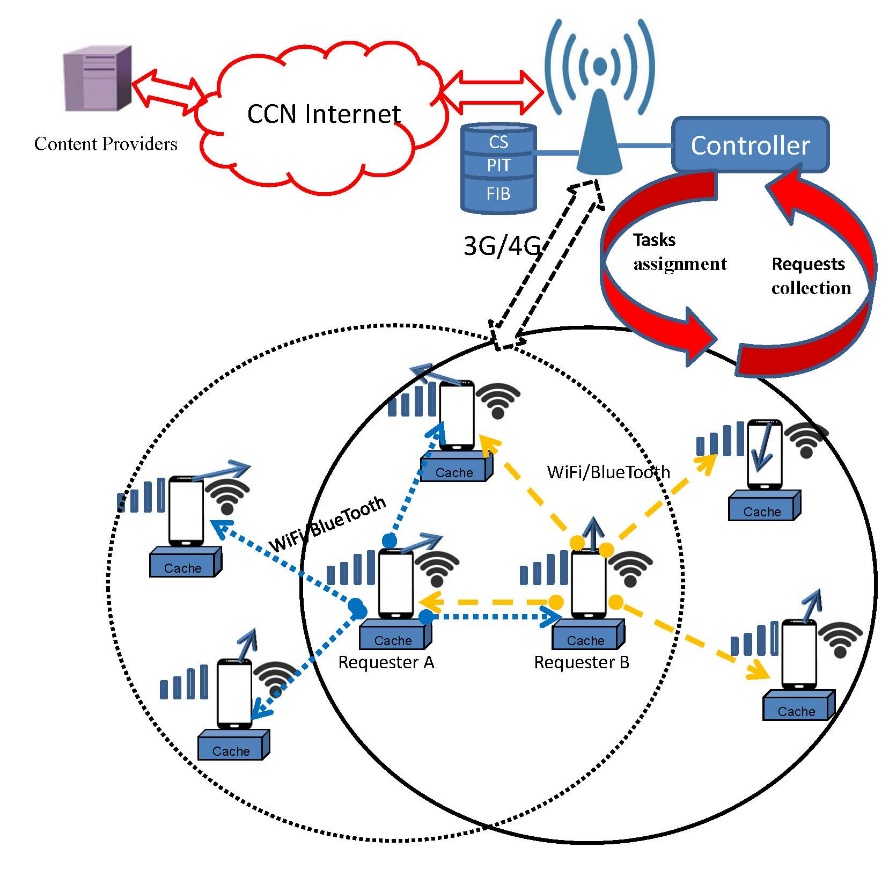 CCN Internet
Content Providers
CS
PIT
FIB
Controller
3G/4G
Tasks
assignment
Requests
collection
WiFi/BlueTooth
WiFi/BlueTooth
Cache
Cache
Cache
Cache
Cache
Requester A
Requester B
Cache
Cache